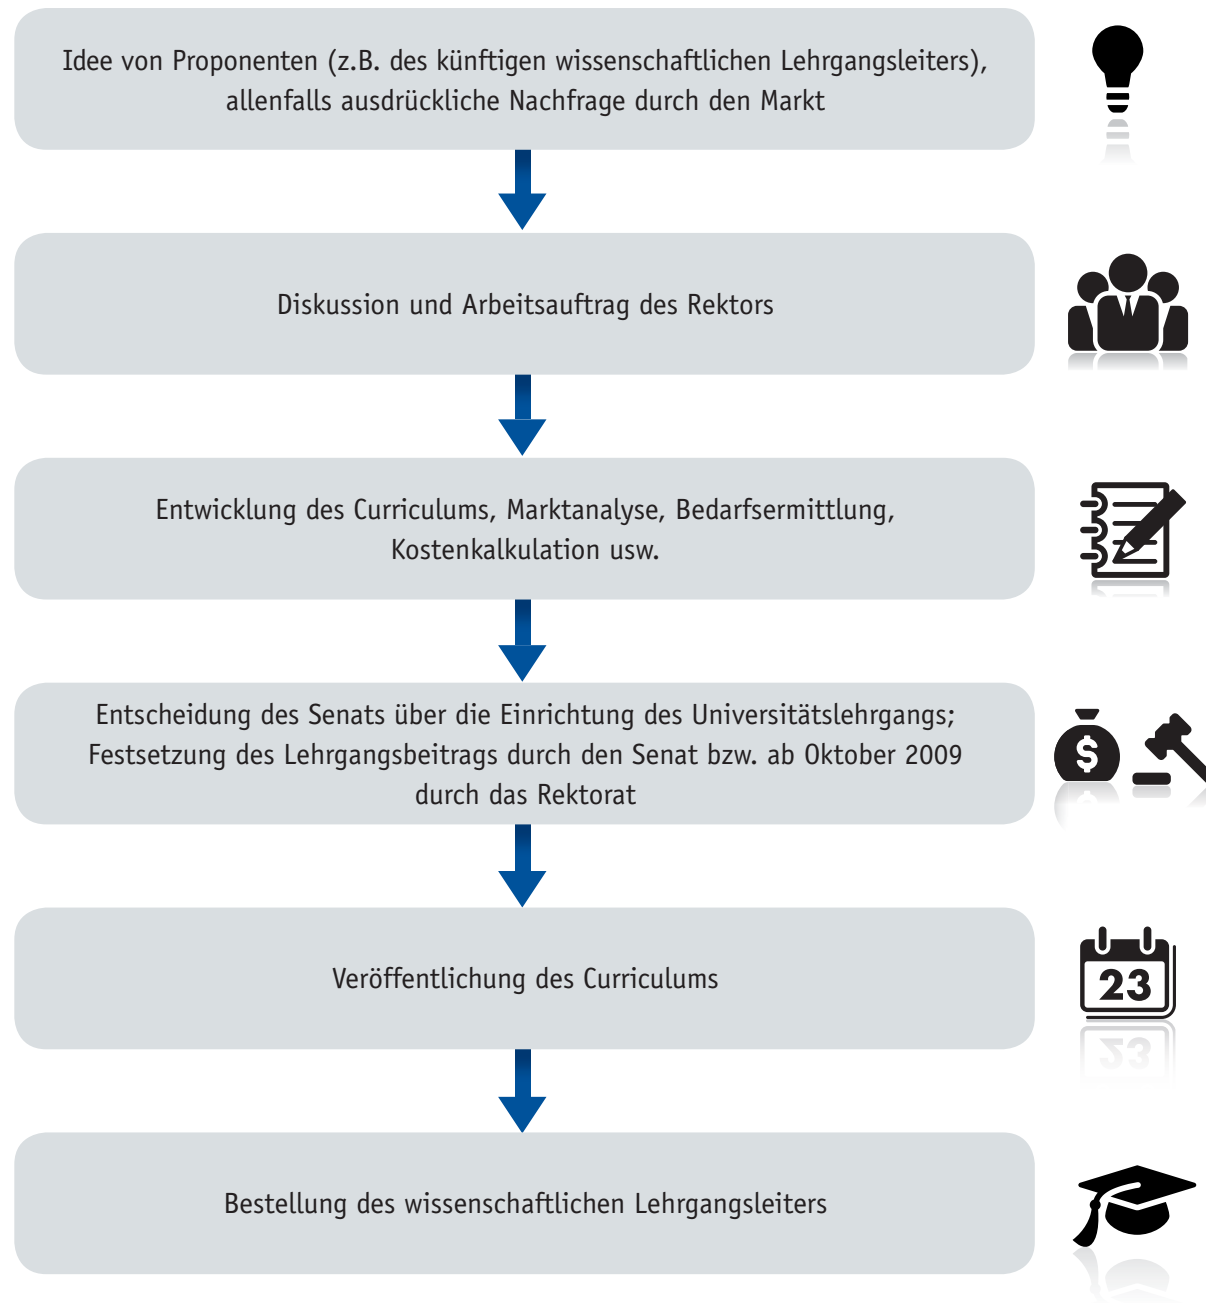 Idee von Proponenten (z.B. des künftigen wissenschaftlichen Lehrgangsleiters),
allenfalls ausdrückliche Nachfrage durch den Markt
Diskussion und Arbeitsauftrag des Rektors
Entwicklung des Curriculums, Marktanalyse, Bedarfsermittlung,
Kostenkalkulation usw.
Entscheidung des Senats über die Einrichtung des Universitätslehrgangs;
Festsetzung des Lehrgangsbeitrags durch den Senat bzw. ab Oktober 2009
durch das Rektorat
$
Veröffentlichung des Curriculums
23
Bestellung des wissenschaftlichen Lehrgangsleiters